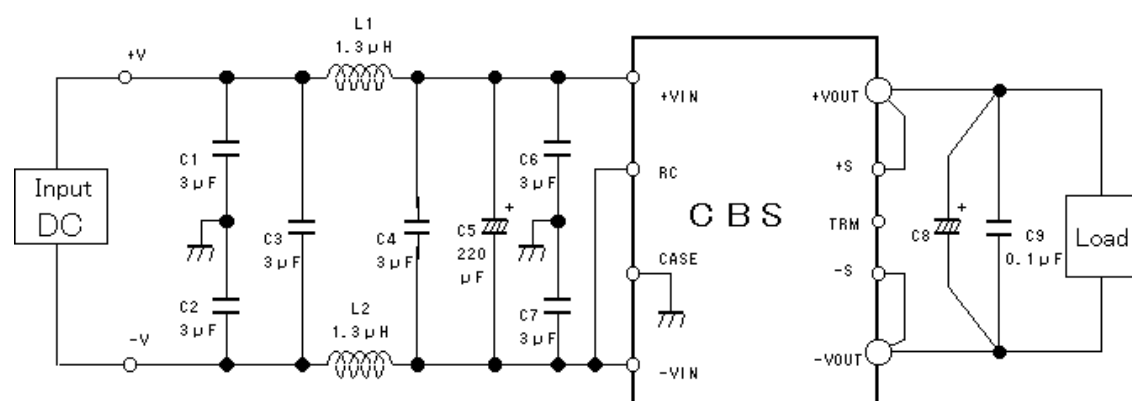 L1
1.3μH
+V
+VIN
+VOUT
C1
3μF
C6
3μF
RC
+S
Input
DC
CBS
TRM
+
+
C3
3μF
C4
3μF
C5
220
μF
C8
C9
0.1μF
Load
CASE
-S
C2
3μF
L2
1.3μH
C7
3μF
-V
-VIN
-VOUT